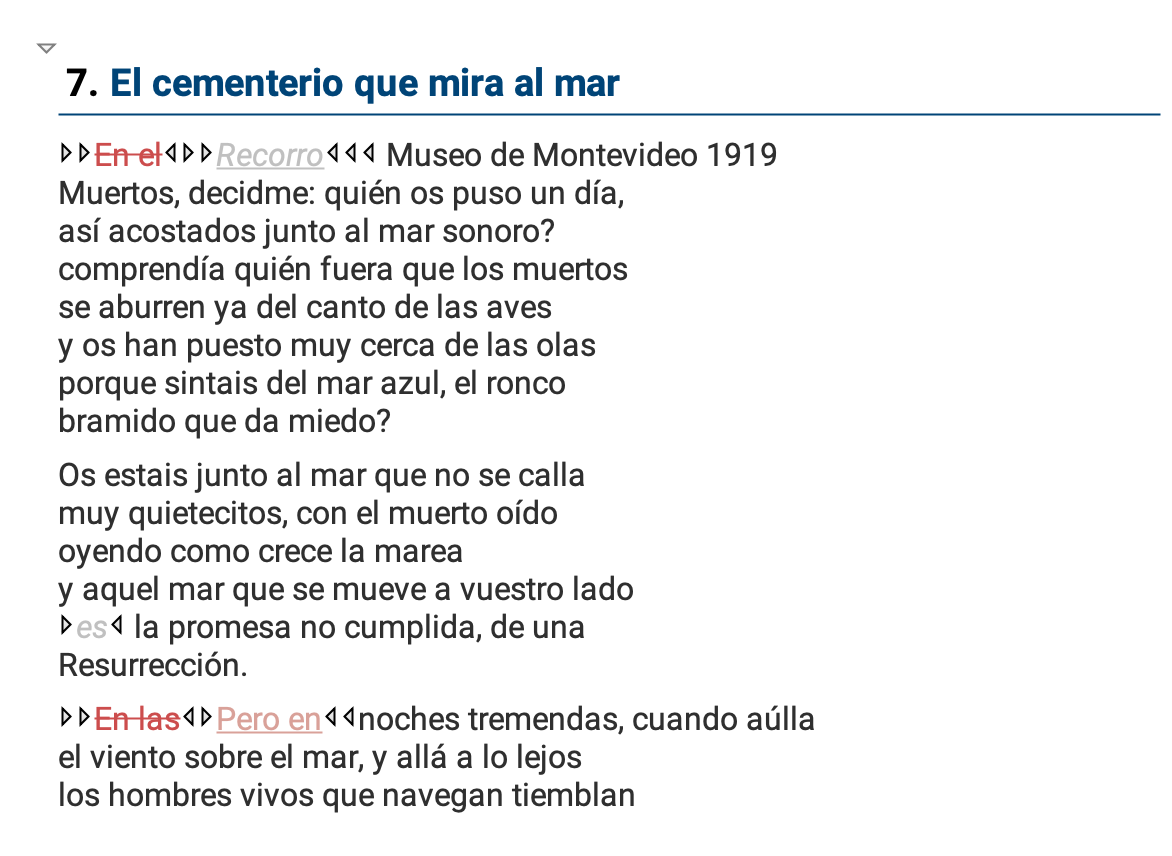 7. El cementerio que mira al mar
En el Recorro Museo de Montevideo 1919
Muertos, decidme: quién os puso un día,
así acostados junto al mar sonoro?
comprendía quién fuera que los muertos
se aburren ya del canto de las aves
y os han puesto muy cerca de las olas
porque sintais del mar azul, el ronco
bramido que da miedo?
Os estais junto al mar que no se calla
muy quietecitos, con el muerto oído
oyendo como crece la marea
y aquel mar que se mueve a vuestro lado
es la promesa no cumplida, de una
Resurrección.
En las Pero en noches tremendas, cuando aúlla
el viento sobre el mar, y allá a lo lejos
los hombres vivos que navegan tiemblan